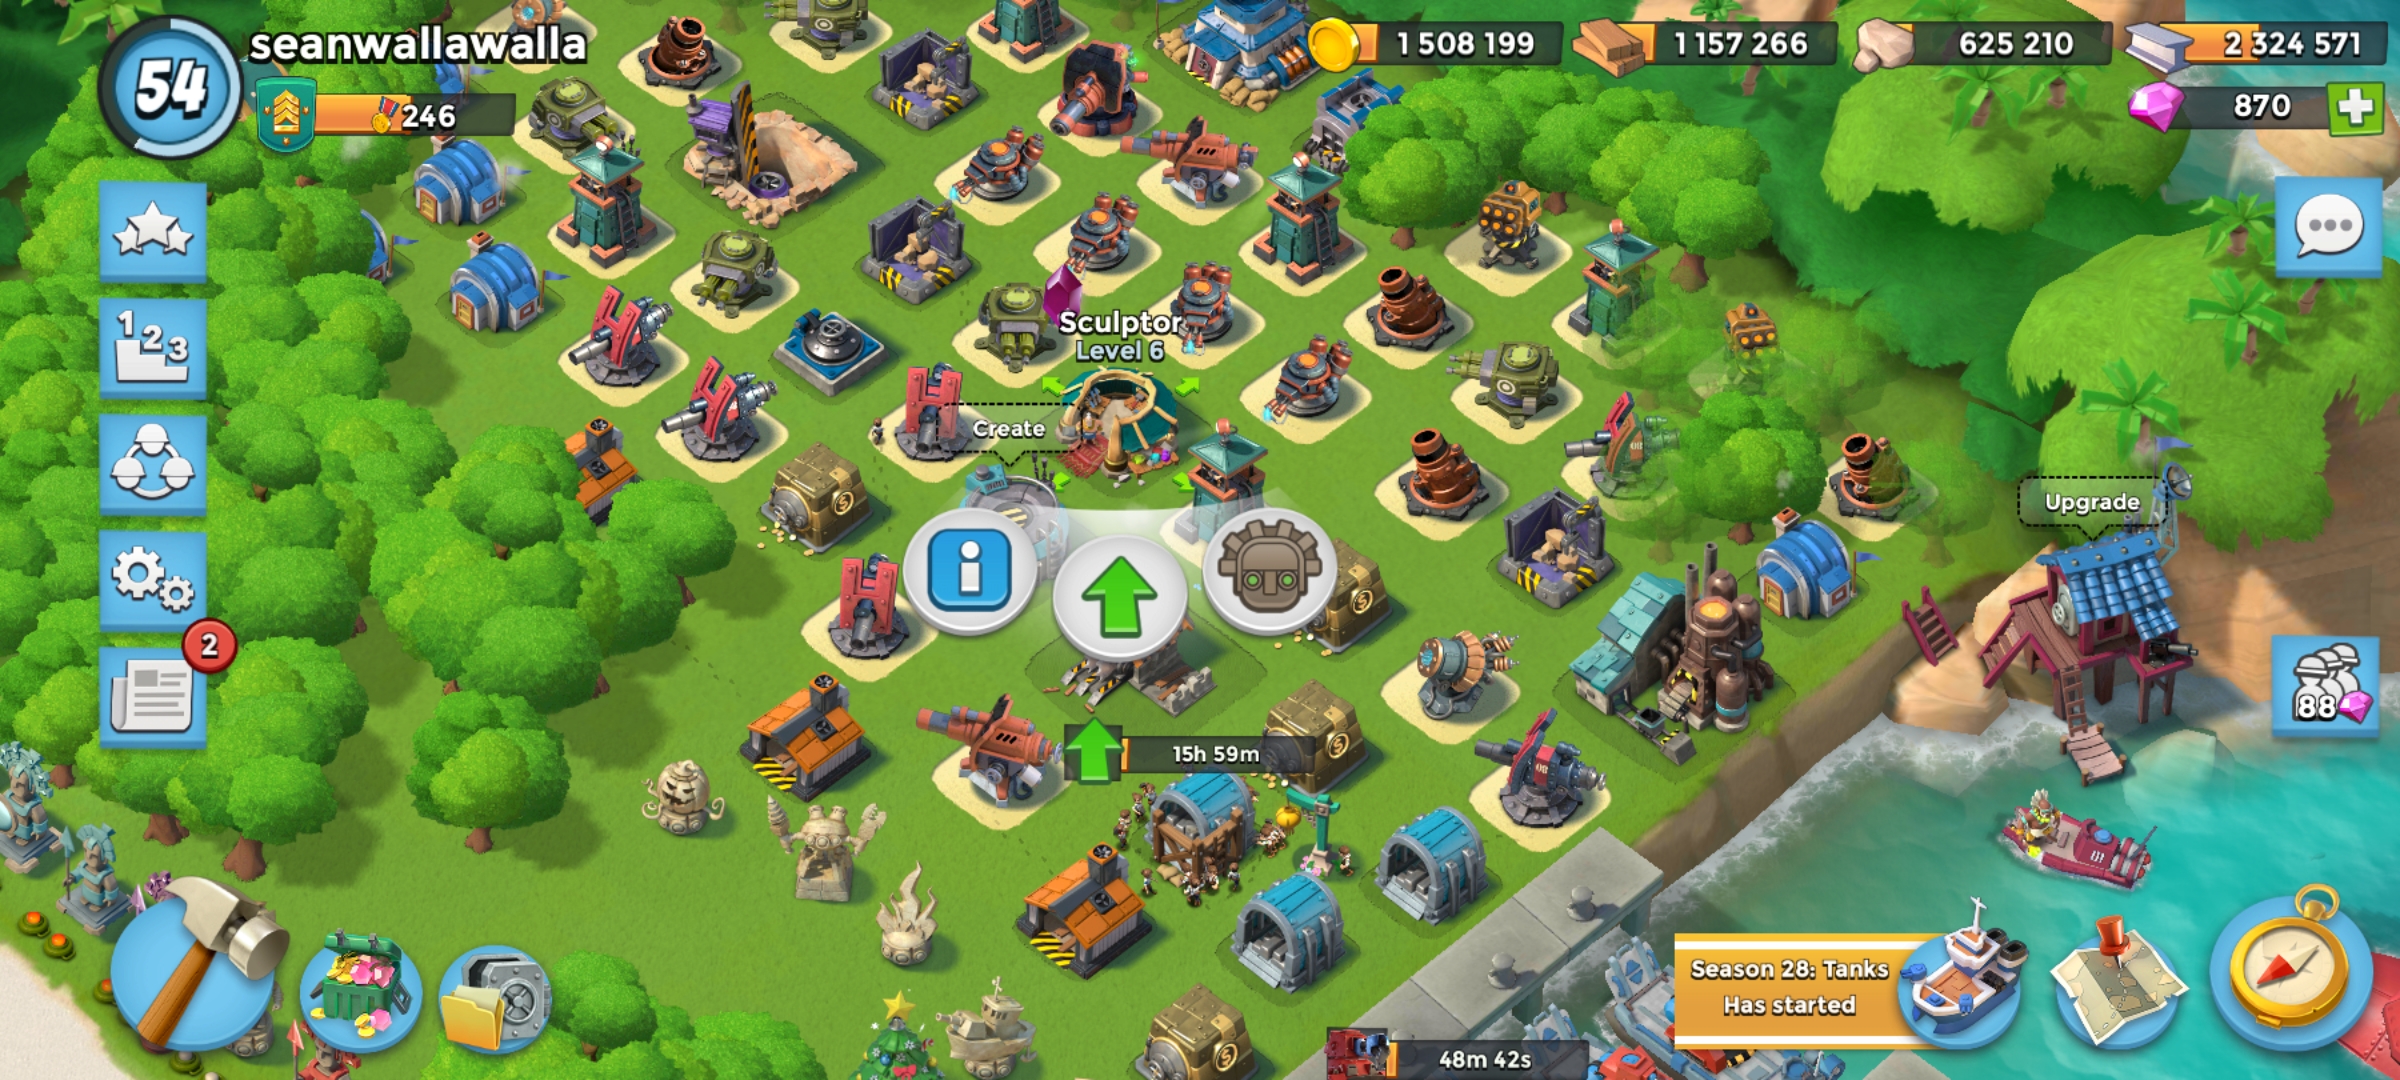 54
seanwallawalla
246
1 508 199
1 157 266
625 210
2 324 571
870
123
Sculptor
Level 6
Create
Upgrade
2
88
15h 59m
Season 28: Tanks
Has started
48m 42s